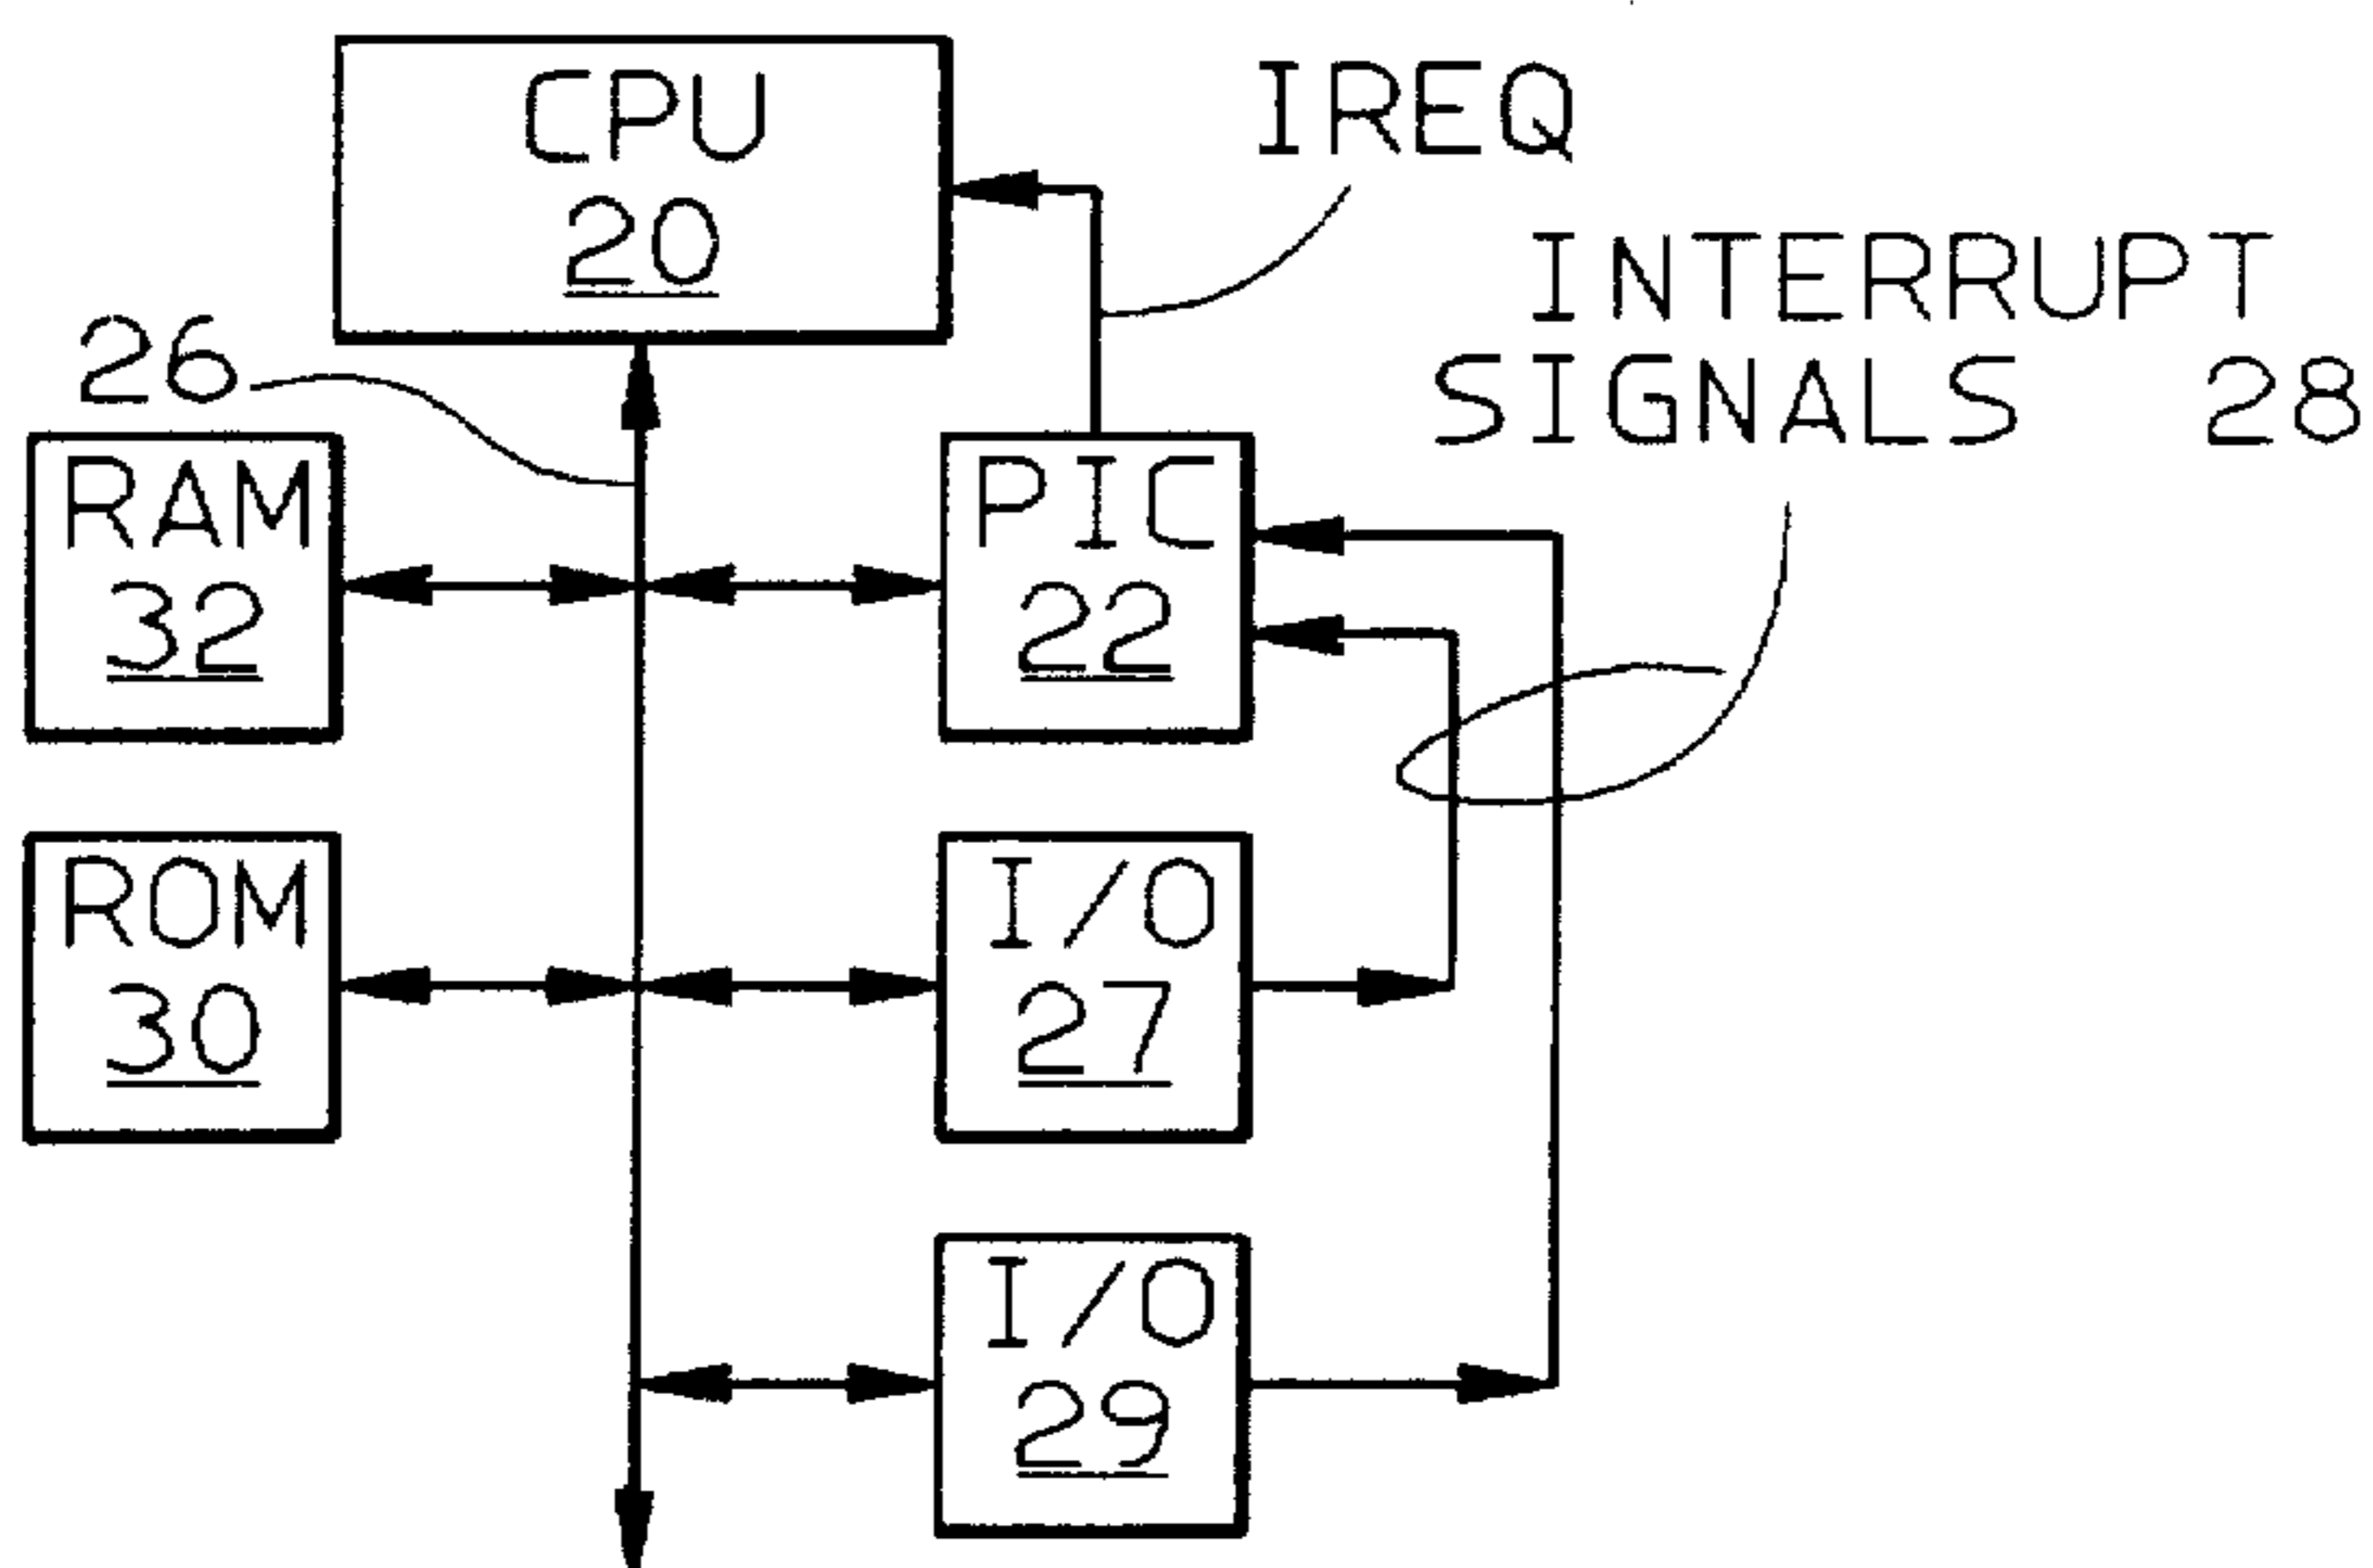 CPU
20
IREQ
INTERRUPT
SIGNALS 28
26
RAM
32
PIC
22
ROM
30
I/O
27
I/O
29